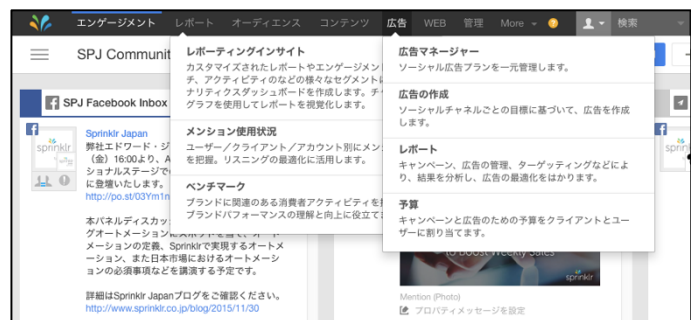 エンゲージメント レポート オーディエンス コンテンツ 広告 WEB 管理 More ? 検索
SPJ Communit
SPJ Facebook Inbox
レポーティングインサイト
カスタマイズされたレポートやエンゲージメン
チ、アクティビティのなどの様々なセグメントに
ナリティクスダッシュボードを作成します。チ
グラフを使用してレポートを視覚化します。
メンション使用状況
ユーザー／クライアント／アカウント別にメン
を把握。リスニングの最適化に活用します。
ベンチマーク
ブランドに関連のある消費者アクティビティを
ブランドパフォーマンスの理解と向上に役立てま
広告マネージャー
ソーシャル広告プランを一元管理します。
広告の作成
ソーシャルチャネルごとの目標に基づいて、広告を作成
します。
レポート
キャンペーン、広告の管理、ターゲッティングなどによ
り、結果を分析し、広告の最適化をはかります。
予算
キャンペーンと広告のための予算をクライアントとユー
ザーに割り当てます。
sprinklr
Sprinklr Japan
弊社エドワード・ジ
（金）16:00より、A
ショナルステージで
に登壇いたします。
http://po.st/03Ym1n
本パネルディスカッ
グオートメーションにスポットを当て、オート
メーションの定義、Sprinklrで実現するオートメ
ーション、また日本市場におけるオートメーシ
ョンの必須事項などを講演する予定です。
詳細はSprinklr Japanブログをご確認ください。
http://www.sprinklr.co.jp/blog/2015/11/30
to Boost Weekly Sales
sprinklr
Mention (Photo)
プロパティメッセージを設定
sprinklr